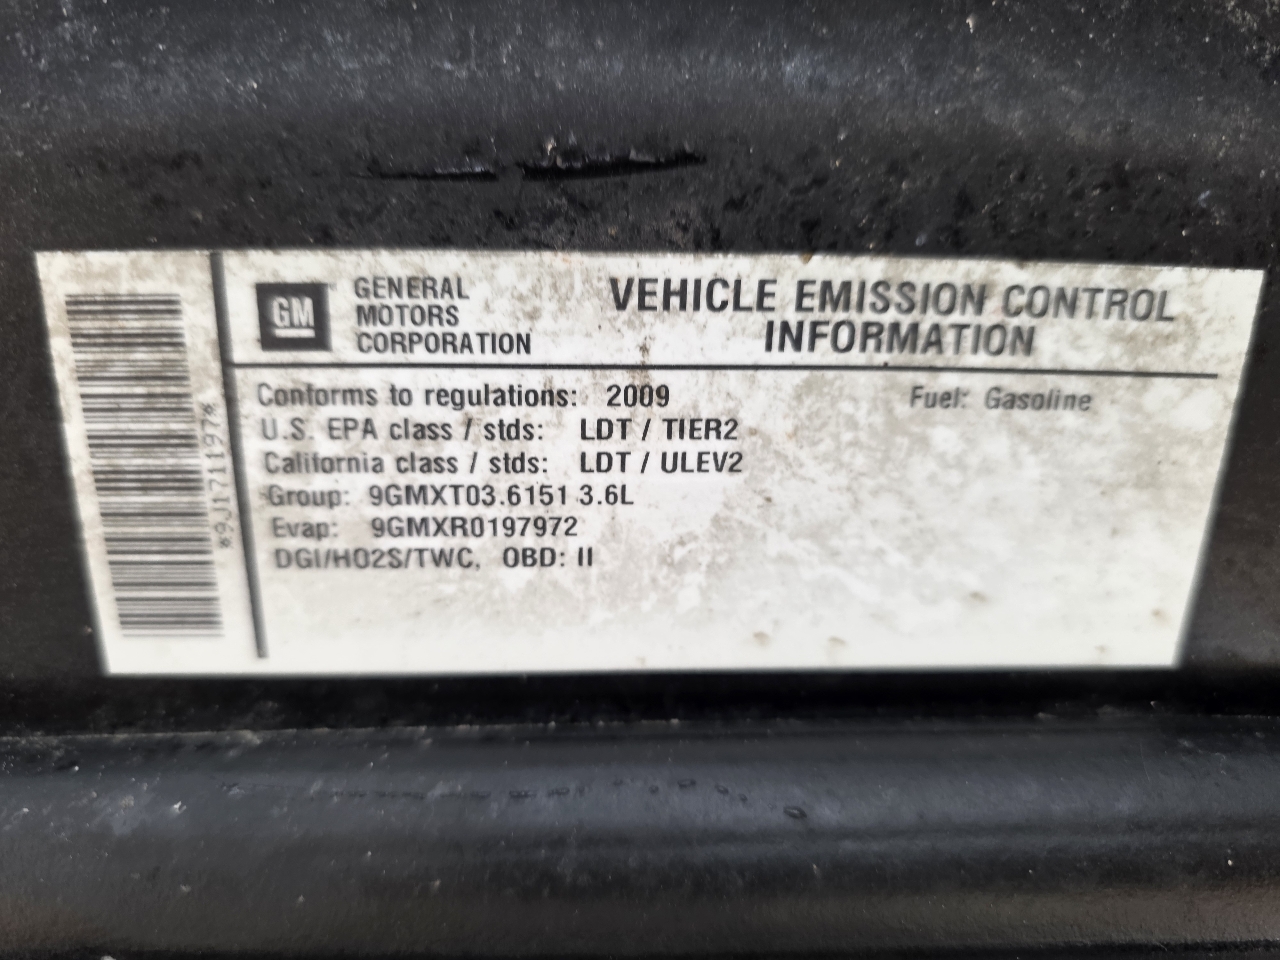 *9J171197*
GM
GENERAL
MOTORS
CORPORATION
VEHICLE EMISSION CONTROL
INFORMATION
Conforms to regulations: 2009 Fuel: Gasoline
U.S. EPA class / stds: LDT / TIER2
California class / stds: LDT / ULEV2
Group: 9GMXT03.6151 3.6L
Evap: 9GMXR0197972
DGI/HO2S/TWC, OBD: II